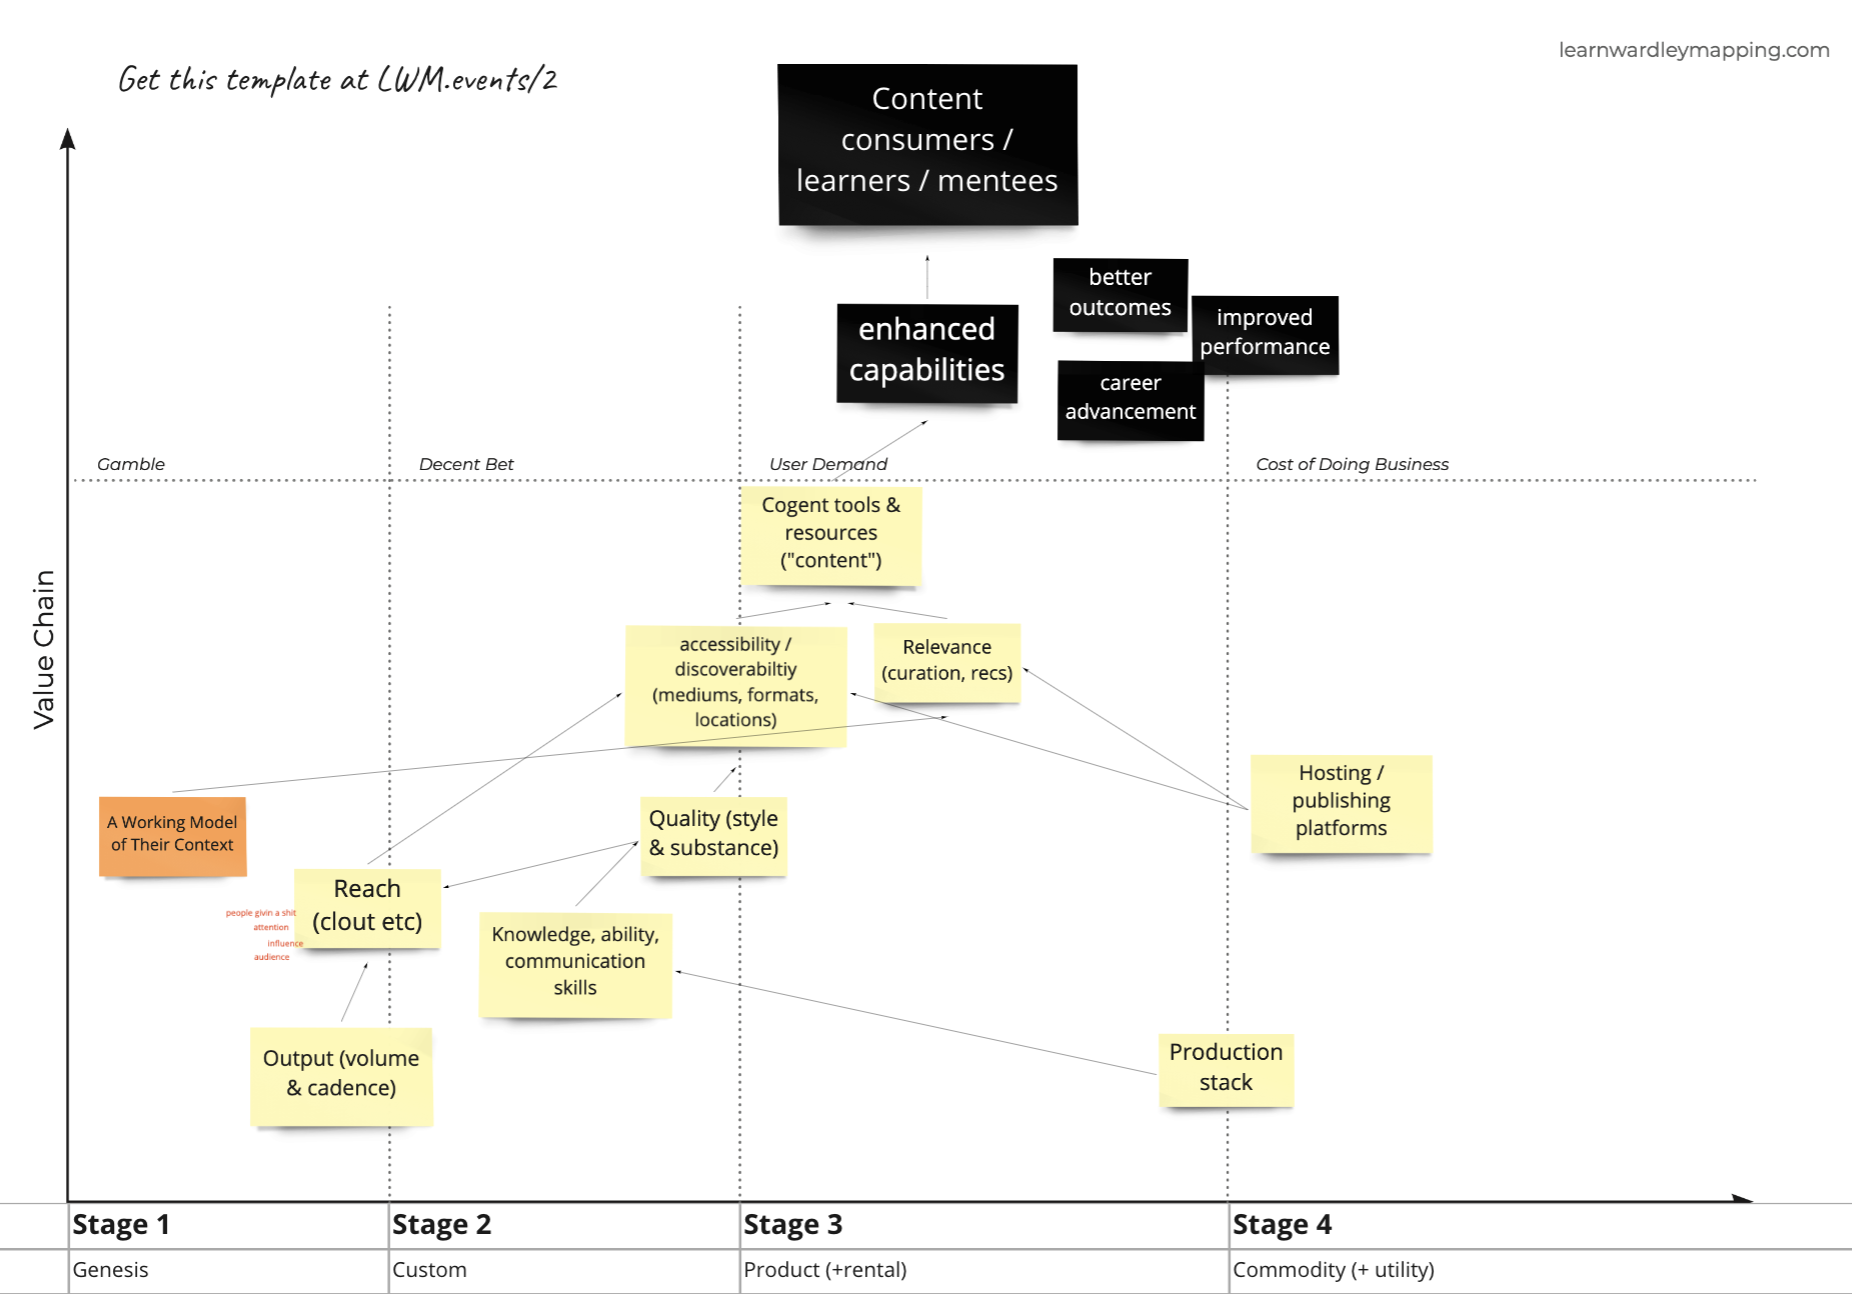 learnwardleymapping.com
Get this template at LWM.events/2
Content
consumers /
learners / mentees
better
outcomes
improved
performance
enhanced
capabilities
career
advancement
Gamble
Decent Bet
User Demand
Cost of Doing Business
Cogent tools &
resources
("content")
Value Chain
accessibility /
discoverabiltiy
(mediums, formats,
locations)
Relevance
(curation, recs)
Hosting /
publishing
platforms
A Working Model
of Their Context
Quality (style
& substance)
Reach
(clout etc)
people givin a shit
attention
influence
audience
Knowledge, ability,
communication
skills
Output (volume
& cadence)
Production
stack
Stage 1
Stage 2
Stage 3
Stage 4
Genesis
Custom
Product (+rental)
Commodity (+ utility)